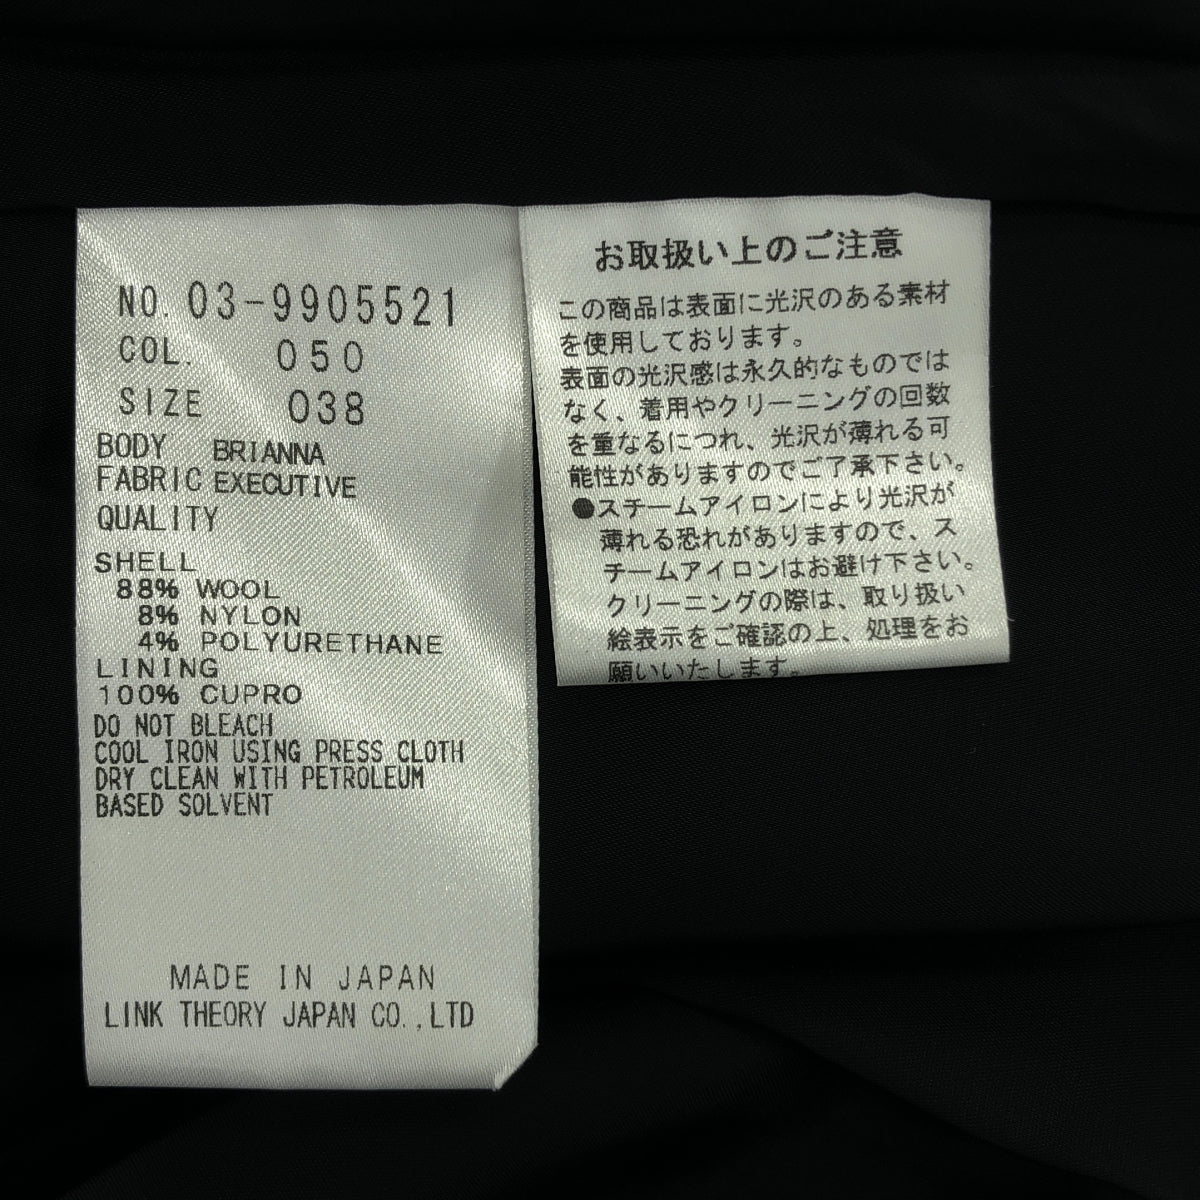 NO. 03-9905521
COL. 050
SIZE 038
BODY BRIANNA
FABRIC EXECUTIVE
QUALITY
SHELL
88% WOOL
8% NYLON
4% POLYURETHANE
LINING
100% CUPRO
DO NOT BLEACH
COOL IRON USING PRESS CLOTH
DRY CLEAN WITH PETROLEUM
BASED SOLVENT
MADE IN JAPAN
LINK THEORY JAPAN CO.,LTD
お取扱い上のご注意
この商品は表面に光沢のある素材
を使用しております。
表面の光沢感は永久的なものでは
なく、着用やクリーニングの回数
を重なるにつれ、光沢が薄れる可
能性がありますのでご了承下さい。
●スチームアイロンにより光沢が
薄れる恐れがありますので、ス
チームアイロンはお避け下さい。
クリーニングの際は、取り扱い
絵表示をご確認の上、処理をお
願いいたします。